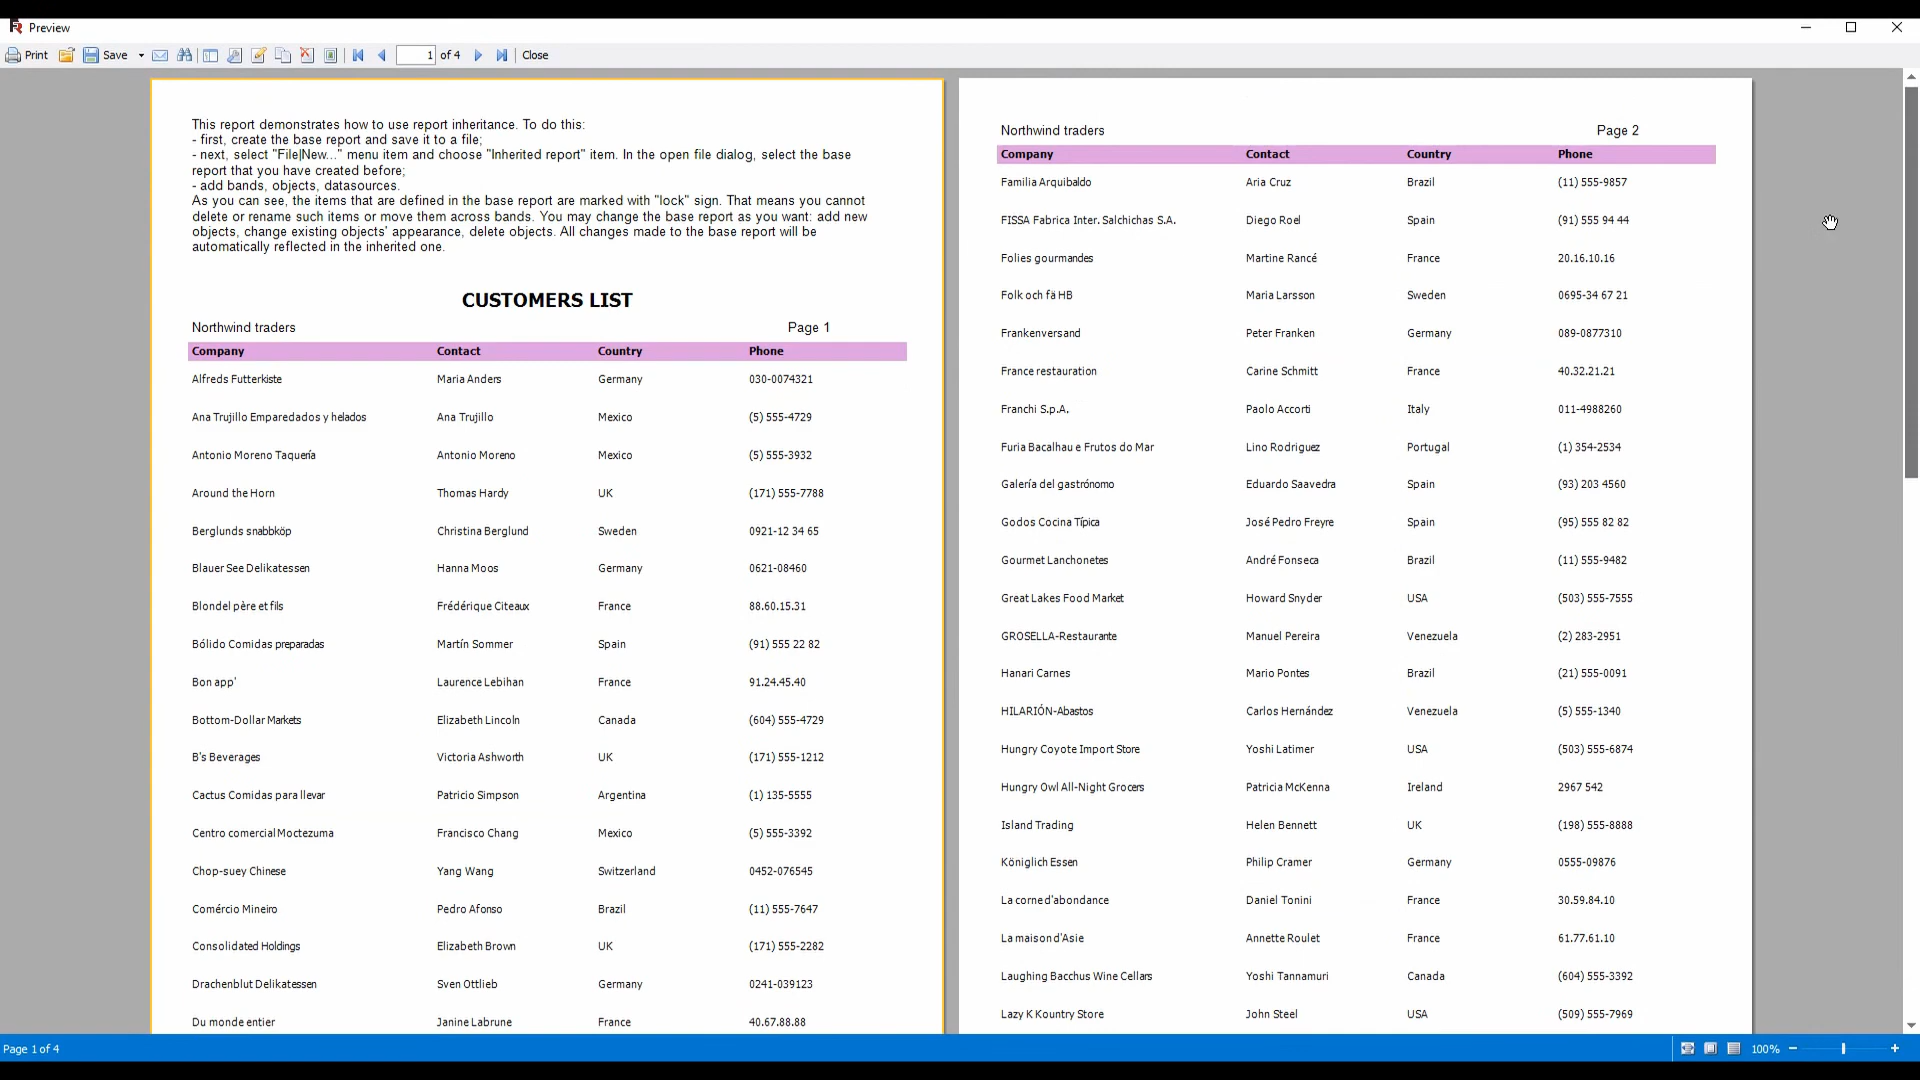 Preview
Print Save 1 of 4 Close
This report demonstrates how to use report inheritance. To do this:
- first, create the base report and save it to a file;
- next, select "File|New..." menu item and choose "Inherited report" item. In the open file dialog, select the base
report that you have created before;
- add bands, objects, datasources.
As you can see, the items that are defined in the base report are marked with "lock" sign. That means you cannot
delete or rename such items or move them across bands. You may change the base report as you want: add new
objects, change existing objects' appearance, delete objects. All changes made to the base report will be
automatically reflected in the inherited one.
CUSTOMERS LIST
Northwind traders Page 1
Company Contact Country Phone
Alfreds Futterkiste Maria Anders Germany 030-0074321
Ana Trujillo Emparedados y helados Ana Trujillo Mexico (5) 555-4729
Antonio Moreno Taquería Antonio Moreno Mexico (5) 555-3932
Around the Horn Thomas Hardy UK (171) 555-7788
Berglunds snabbköp Christina Berglund Sweden 0921-12 34 65
Blauer See Delikatessen Hanna Moos Germany 0621-08460
Blondel père et fils Frédérique Citeaux France 88.60.15.31
Bólido Comidas preparadas Martín Sommer Spain (91) 555 22 82
Bon app' Laurence Lebihan France 91.24.45.40
Bottom-Dollar Markets Elizabeth Lincoln Canada (604) 555-4729
B's Beverages Victoria Ashworth UK (171) 555-1212
Cactus Comidas para llevar Patricio Simpson Argentina (1) 135-5555
Centro comercial Moctezuma Francisco Chang Mexico (5) 555-3392
Chop-suey Chinese Yang Wang Switzerland 0452-076545
Comércio Mineiro Pedro Afonso Brazil (11) 555-7647
Consolidated Holdings Elizabeth Brown UK (171) 555-2282
Drachenblut Delikatessen Sven Ottlieb Germany 0241-039123
Du monde entier Janine Labrune France 40.67.88.88
Northwind traders Page 2
Company Contact Country Phone
Familia Arquibaldo Aria Cruz Brazil (11) 555-9857
FISSA Fabrica Inter. Salchichas S.A. Diego Roel Spain (91) 555 94 44
Folies gourmandes Martine Rancé France 20.16.10.16
Folk och fä HB Maria Larsson Sweden 0695-34 67 21
Frankenversand Peter Franken Germany 089-0877310
France restauration Carine Schmitt France 40.32.21.21
Franchi S.p.A. Paolo Accorti Italy 011-4988260
Furia Bacalhau e Frutos do Mar Lino Rodriguez Portugal (1) 354-2534
Galería del gastrónomo Eduardo Saavedra Spain (93) 203 4560
Godos Cocina Típica José Pedro Freyre Spain (95) 555 82 82
Gourmet Lanchonetes André Fonseca Brazil (11) 555-9482
Great Lakes Food Market Howard Snyder USA (503) 555-7555
GROSELLA-Restaurante Manuel Pereira Venezuela (2) 283-2951
Hanari Carnes Mario Pontes Brazil (21) 555-0091
HILARIÓN-Abastos Carlos Hernández Venezuela (5) 555-1340
Hungry Coyote Import Store Yoshi Latimer USA (503) 555-6874
Hungry Owl All-Night Grocers Patricia McKenna Ireland 2967 542
Island Trading Helen Bennett UK (198) 555-8888
Königlich Essen Philip Cramer Germany 0555-09876
La corne d'abondance Daniel Tonini France 30.59.84.10
La maison d'Asie Annette Roulet France 61.77.61.10
Laughing Bacchus Wine Cellars Yoshi Tannamuri Canada (604) 555-3392
Lazy K Kountry Store John Steel USA (509) 555-7969
Page 1 of 4 100%